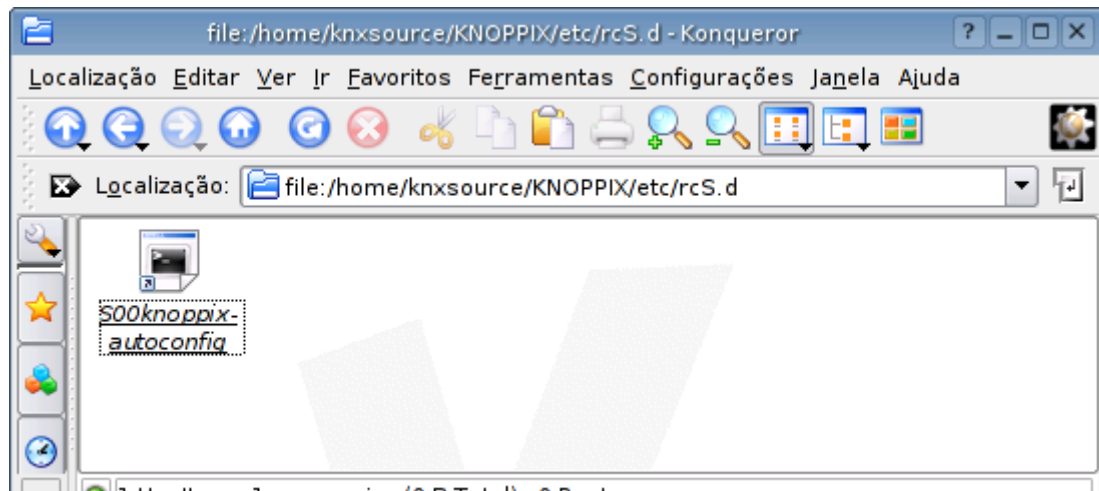 file:/home/knxsource/KNOPPIX/etc/rcS.d - Konqueror
Localização Editar Ver Ir Favoritos Ferramentas Configurações Janela Ajuda
Localização: file:/home/knxsource/KNOPPIX/etc/rcS.d
S00knoppix-
autoconfig